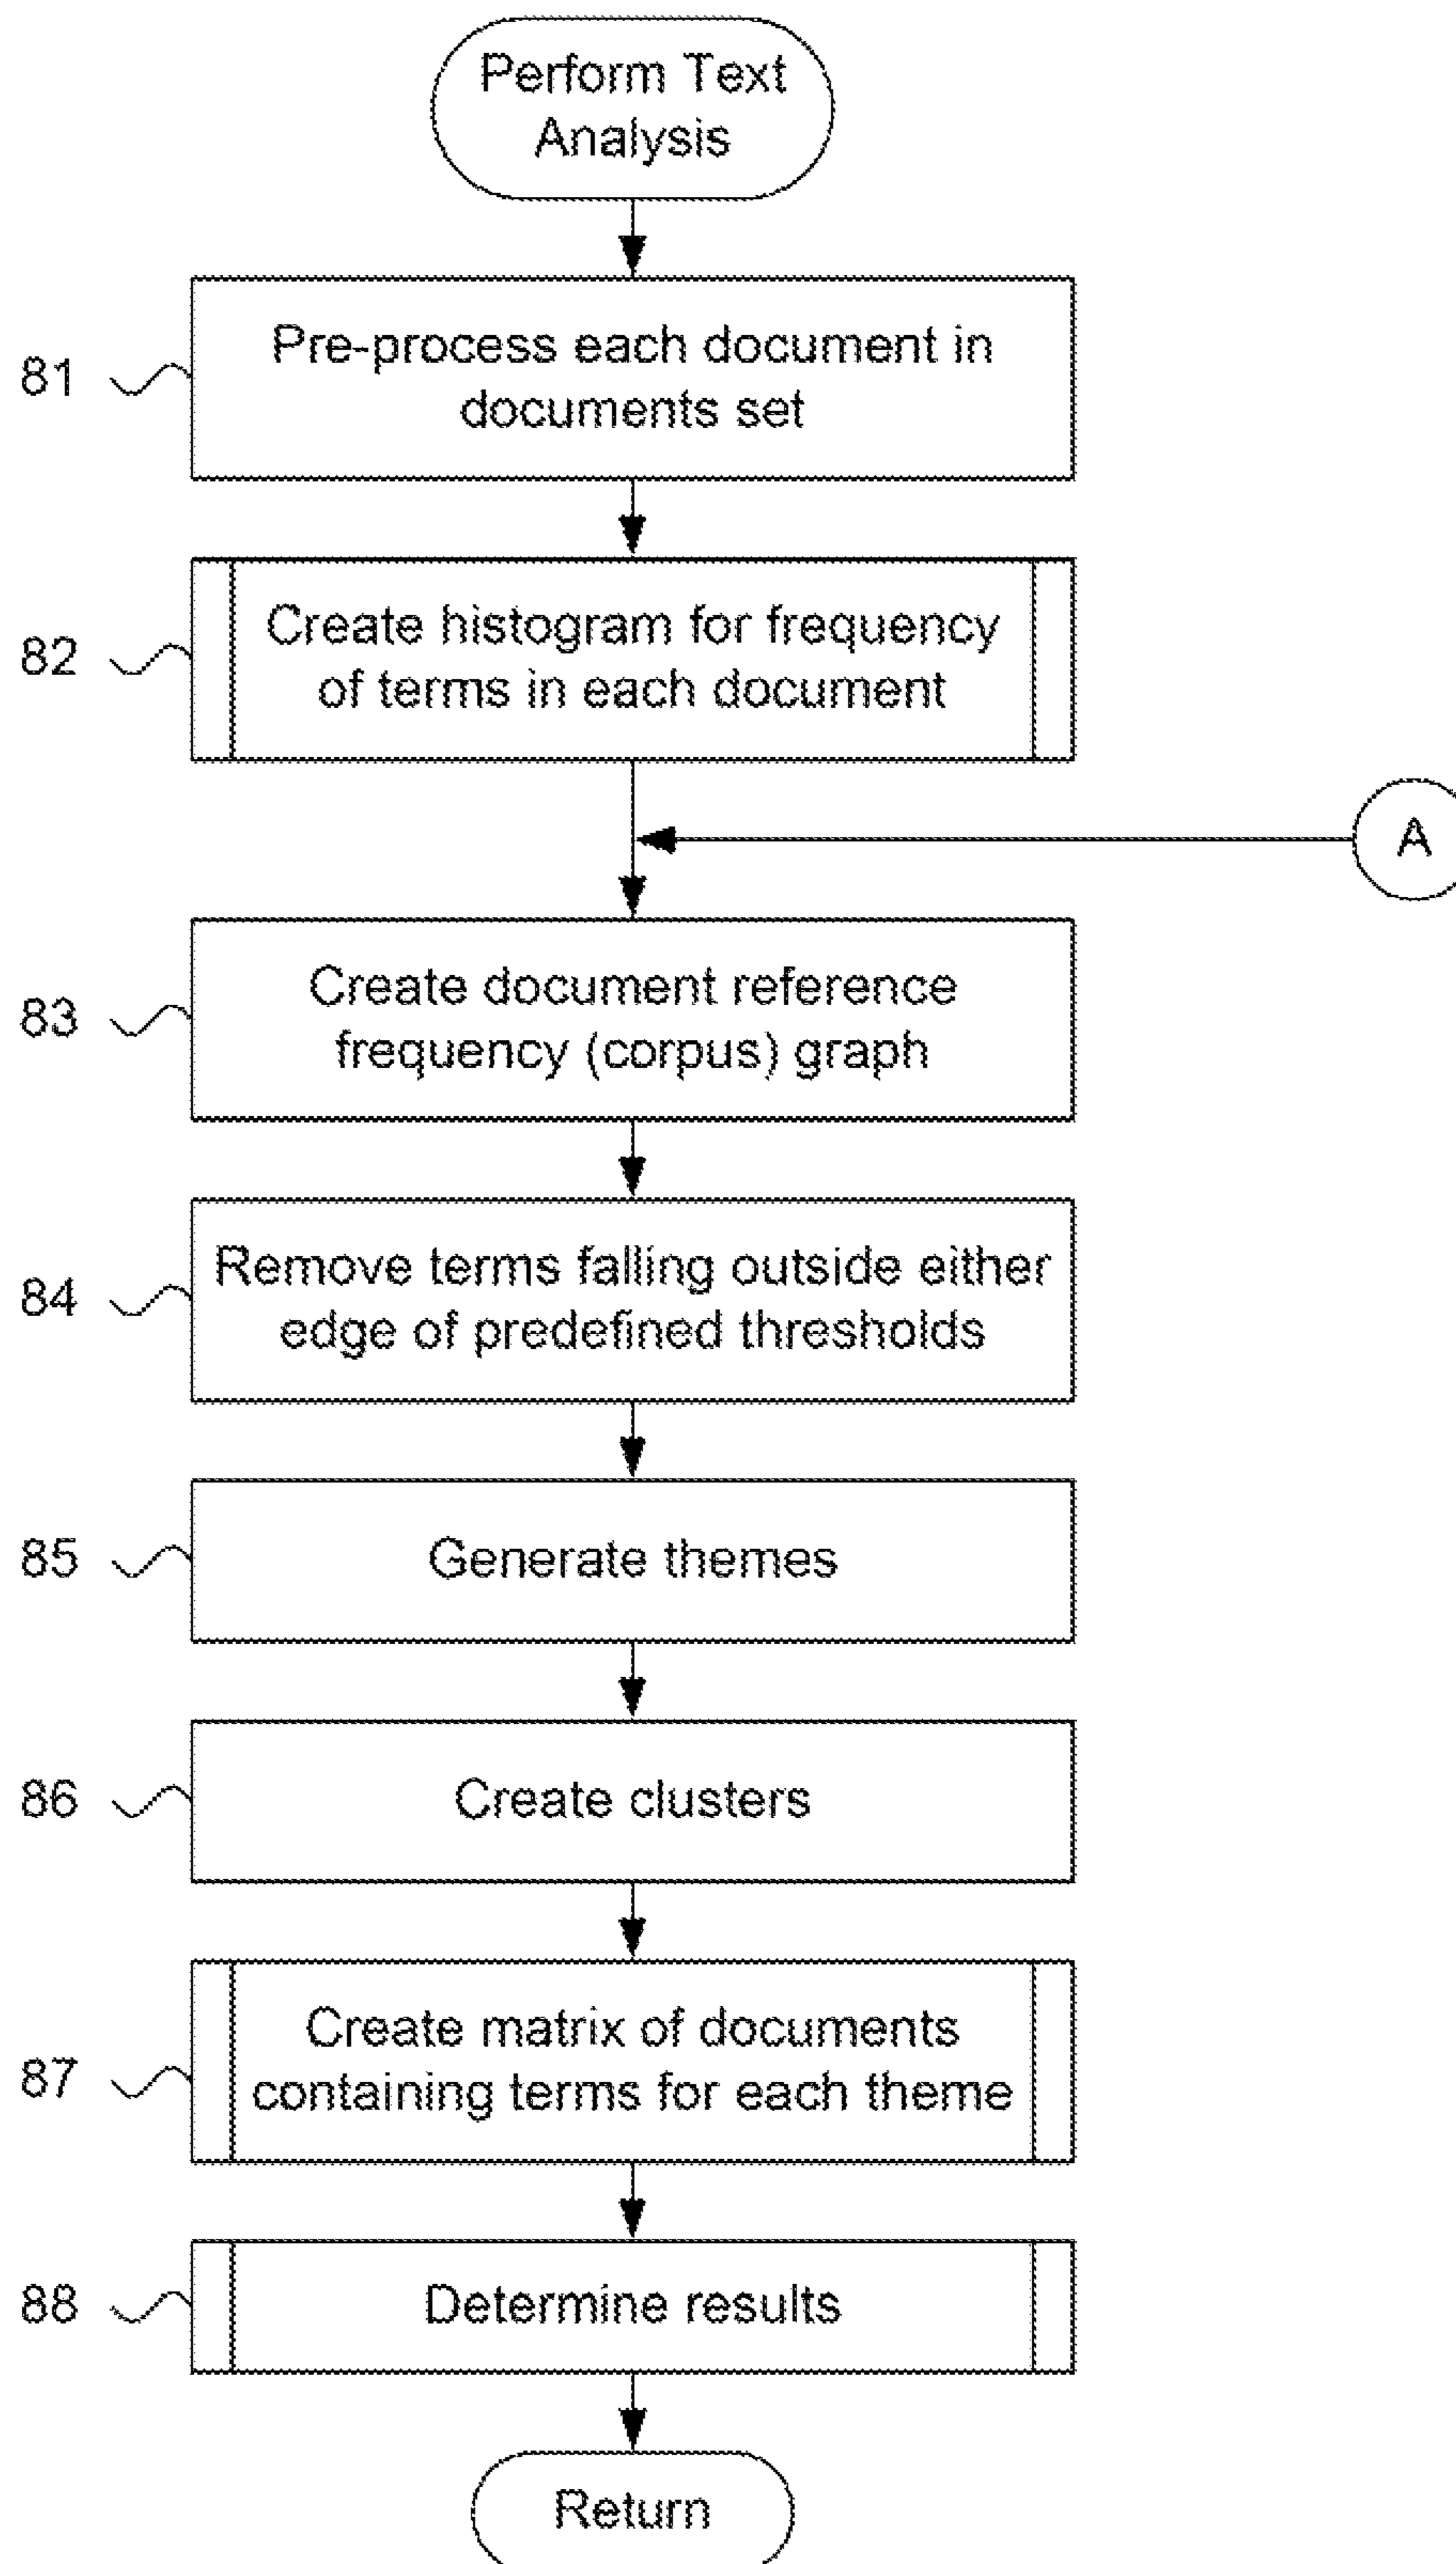 Perform Text
Analysis
81
Pre-process each document in
documents set
82
Create histogram for frequency
of terms in each document
A
83
Create document reference
frequency (corpus) graph
84
Remove terms falling outside either
edge of predefined thresholds
85
Generate themes
86
Create clusters
87
Create matrix of documents
containing terms for each theme
88
Determine results
Return